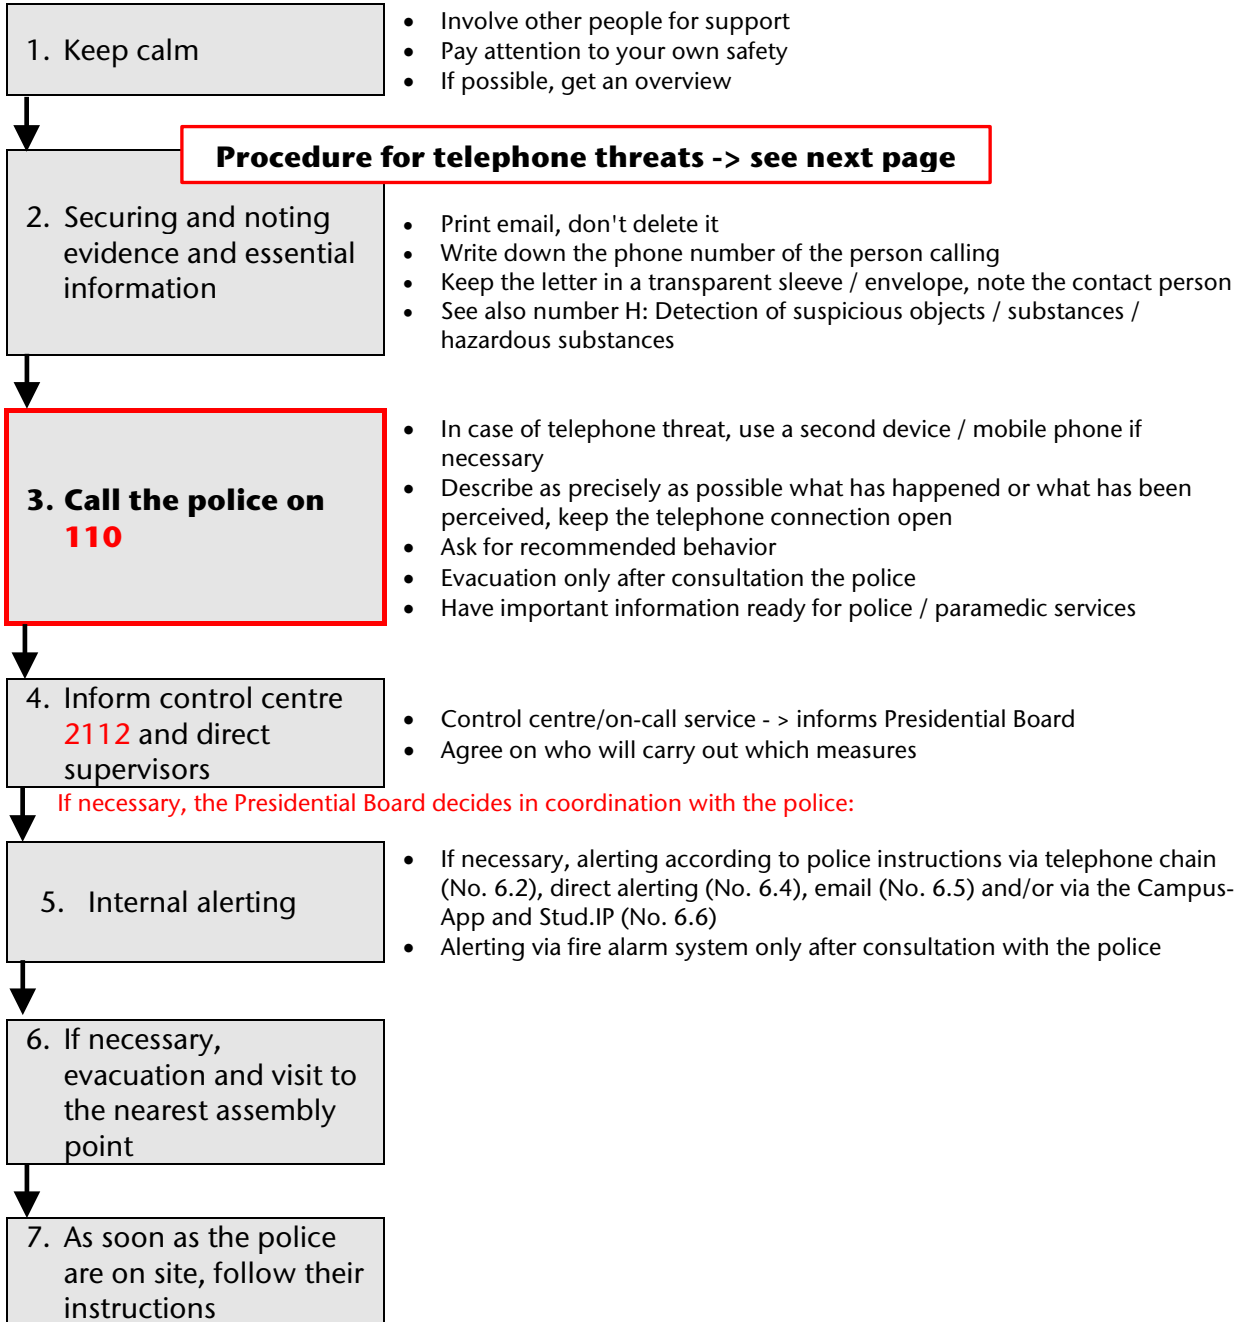 1. Keep calm
• Involve other people for support
• Pay attention to your own safety
• If possible, get an overview
Procedure for telephone threats -> see next page
2. Securing and noting
evidence and essential
information
• Print email, don't delete it
• Write down the phone number of the person calling
• Keep the letter in a transparent sleeve / envelope, note the contact person
• See also number H: Detection of suspicious objects / substances /
hazardous substances
3. Call the police on
110
• In case of telephone threat, use a second device / mobile phone if
necessary
• Describe as precisely as possible what has happened or what has been
perceived, keep the telephone connection open
• Ask for recommended behavior
• Evacuation only after consultation the police
• Have important information ready for police / paramedic services
4. Inform control centre
2112 and direct
supervisors
• Control centre/on-call service - > informs Presidential Board
• Agree on who will carry out which measures
If necessary, the Presidential Board decides in coordination with the police:
5. Internal alerting
• If necessary, alerting according to police instructions via telephone chain
(No. 6.2), direct alerting (No. 6.4), email (No. 6.5) and/or via the Campus-
App and Stud.IP (No. 6.6)
• Alerting via fire alarm system only after consultation with the police
6. If necessary,
evacuation and visit to
the nearest assembly
point
7. As soon as the police
are on site, follow their
instructions